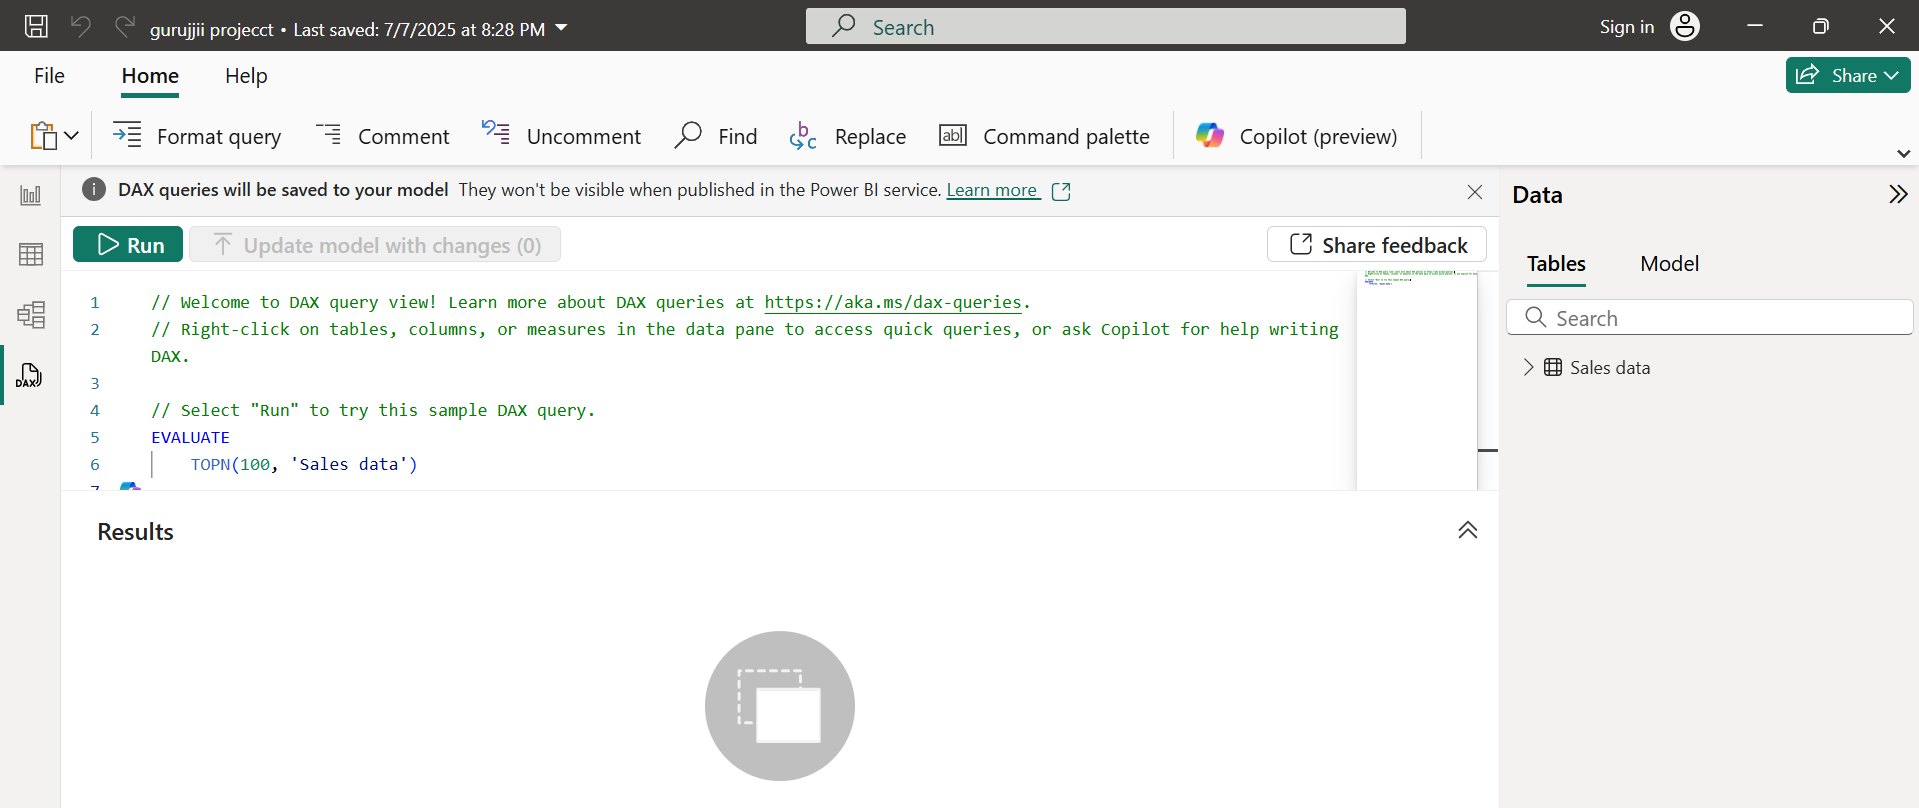 gurujjii projecct • Last saved: 7/7/2025 at 8:28 PM
Search
Sign in
File
Home
Help
Share
Format query
Comment
Uncomment
Find
Replace
Command palette
Copilot (preview)
DAX queries will be saved to your model They won't be visible when published in the Power BI service. Learn more
Run
Update model with changes (0)
Share feedback
1 // Welcome to DAX query view! Learn more about DAX queries at https://aka.ms/dax-queries.
2 // Right-click on tables, columns, or measures in the data pane to access quick queries, or ask Copilot for help writing
DAX.
3
4 // Select "Run" to try this sample DAX query.
5 EVALUATE
6 TOPN(100, 'Sales data')
7
Results
DAX
Data
Tables
Model
Search
Sales data